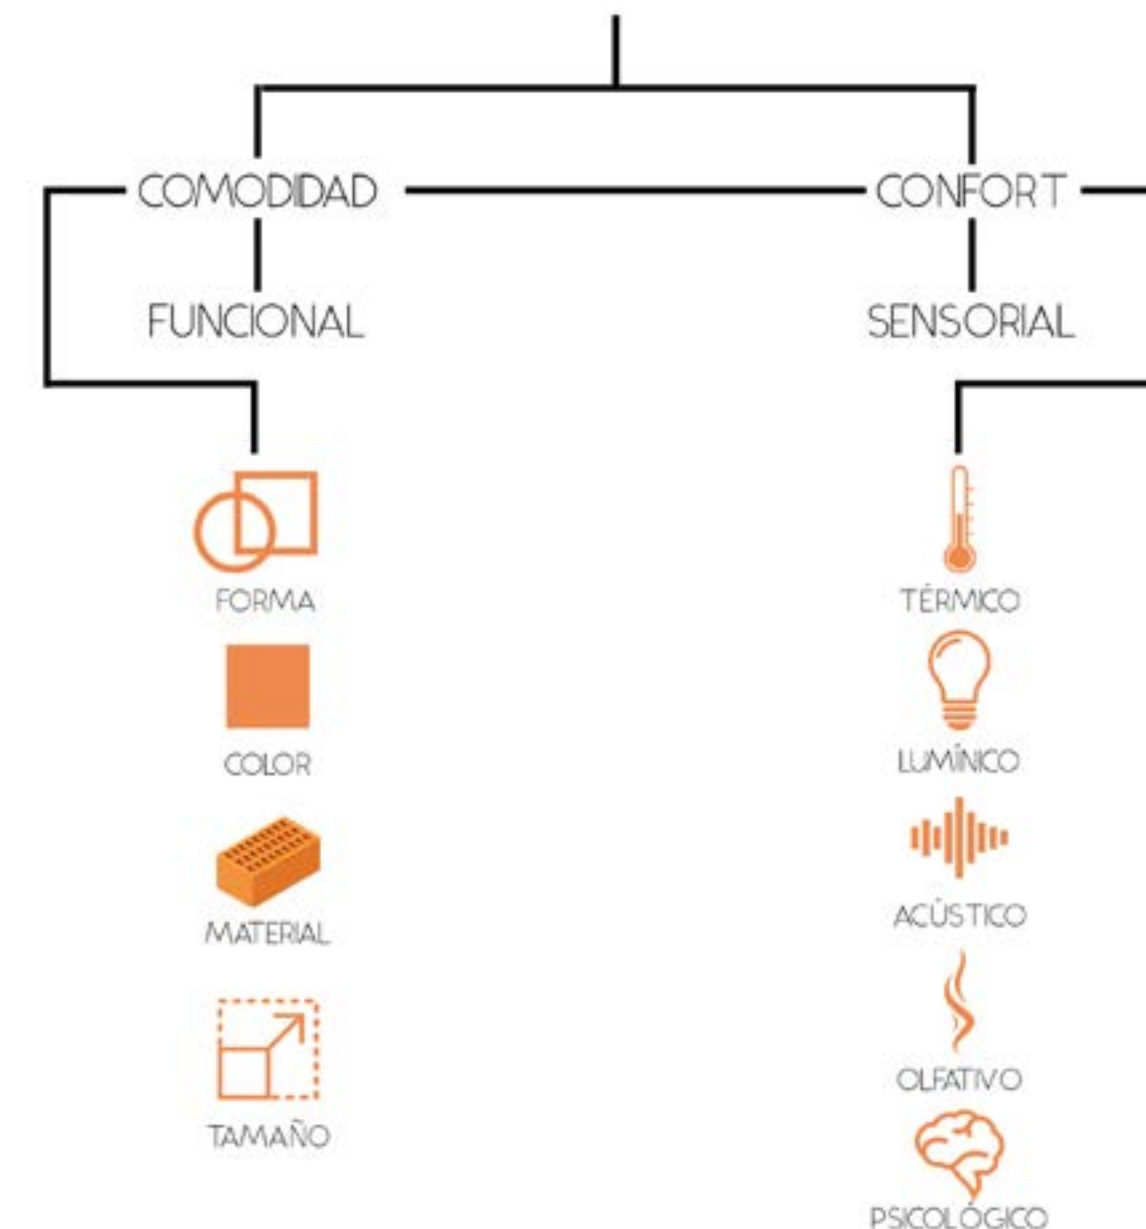 COMODIDAD
CONFORT
FUNCIONAL
SENSORIAL
FORMA
COLOR
MATERIAL
TAMAÑO
TÉRMICO
LUMÍNICO
ACÚSTICO
OLFATIVO
PSICOLÓGICO